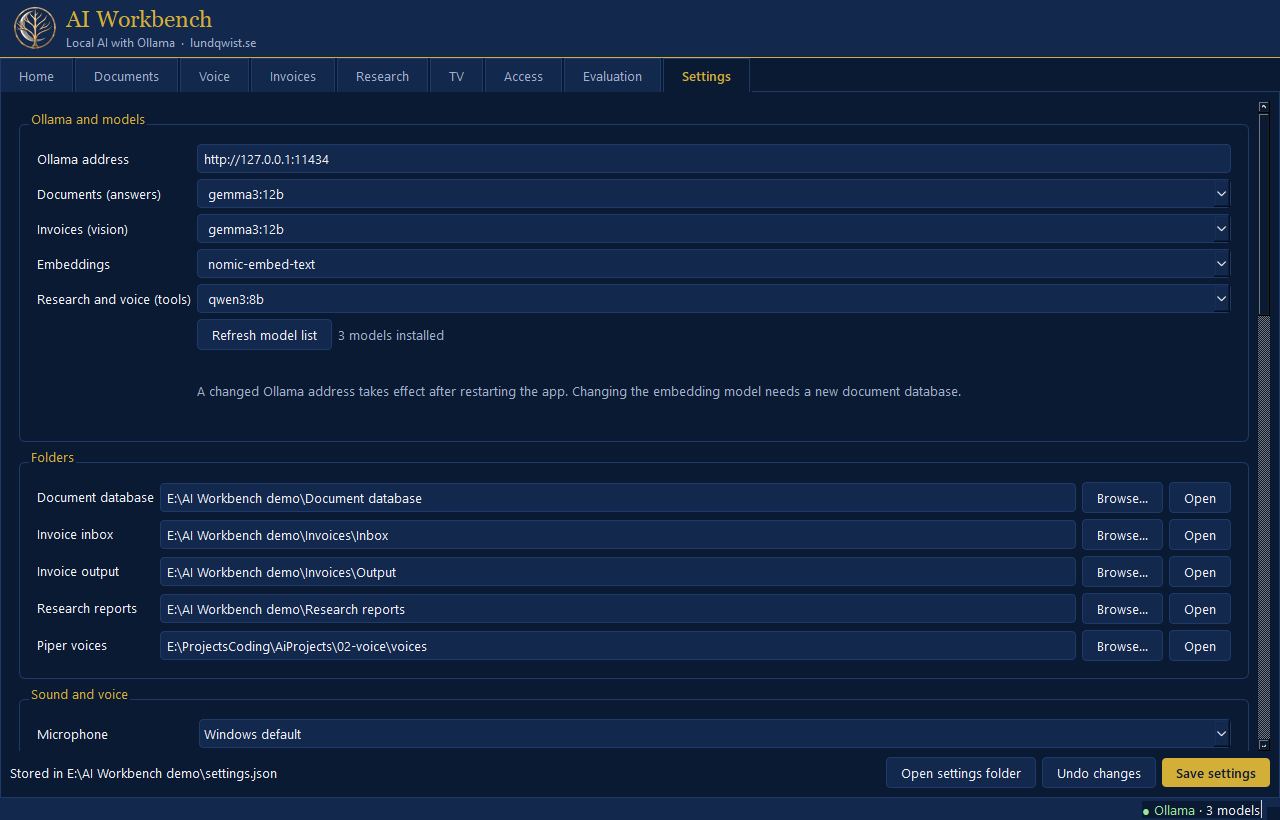 AI Workbench
Local AI with Ollama · lundqwist.se
Home Documents Voice Invoices Research TV Access Evaluation Settings
Ollama and models
Ollama address http://127.0.0.1:11434
Documents (answers) gemma3:12b
Invoices (vision) gemma3:12b
Embeddings nomic-embed-text
Research and voice (tools) qwen3:8b
Refresh model list 3 models installed
A changed Ollama address takes effect after restarting the app. Changing the embedding model needs a new document database.
Folders
Document database E:\AI Workbench demo\Document database Browse... Open
Invoice inbox E:\AI Workbench demo\Invoices\Inbox Browse... Open
Invoice output E:\AI Workbench demo\Invoices\Output Browse... Open
Research reports E:\AI Workbench demo\Research reports Browse... Open
Piper voices E:\ProjectsCoding\AiProjects\02-voice\voices Browse... Open
Sound and voice
Microphone Windows default
Stored in E:\AI Workbench demo\settings.json Open settings folder Undo changes Save settings
● Ollama · 3 models